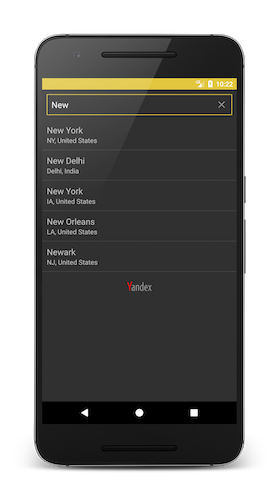 10:22
New
New York
NY, United States
New Delhi
Delhi, India
New York
IA, United States
New Orleans
LA, United States
Newark
NJ, United States
Yandex